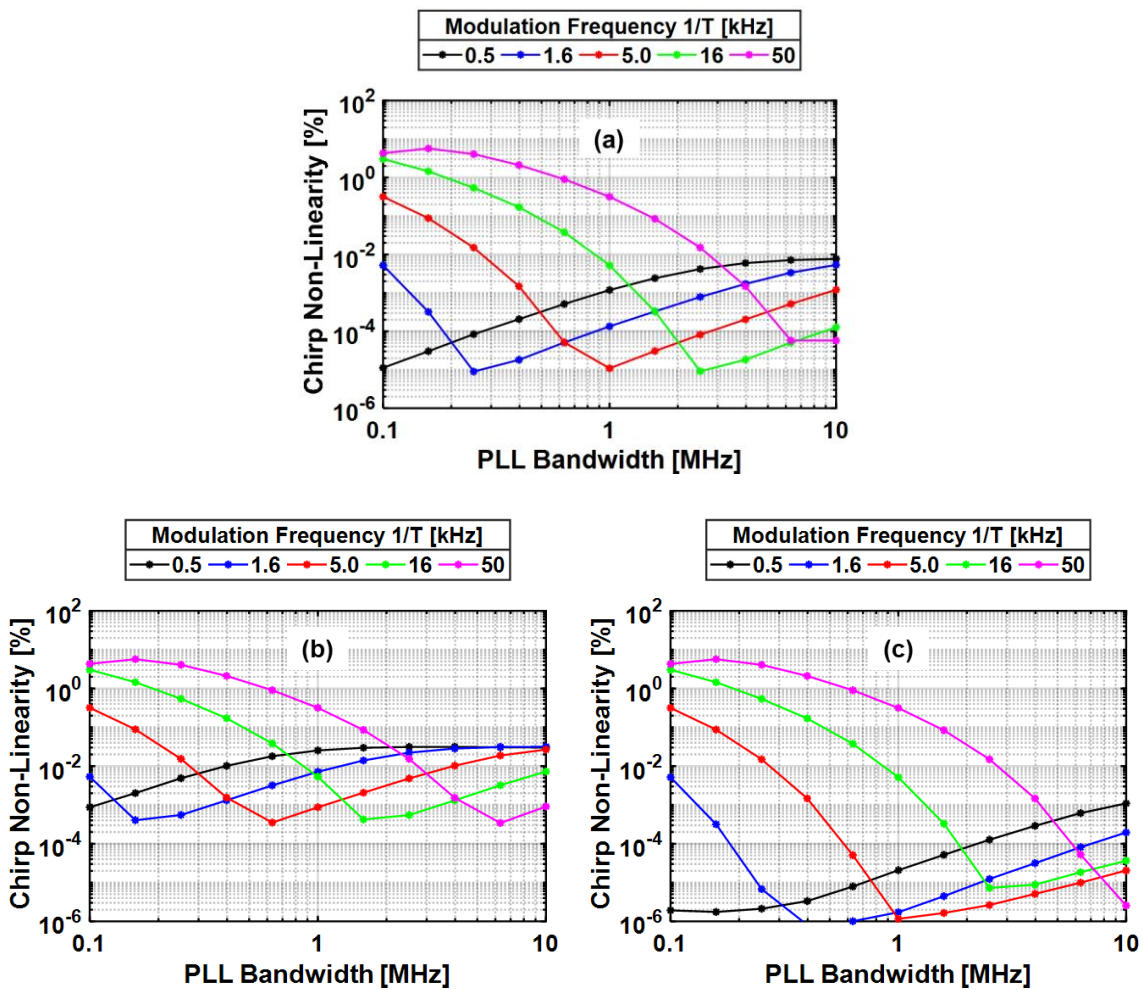 Modulation Frequency 1/T [kHz]
0.5 1.6 5.0 16 50
(a)
Chirp Non-Linearity [%]
10^2
10^0
10^-2
10^-4
10^-6
0.1 1 10
PLL Bandwidth [MHz]
Modulation Frequency 1/T [kHz]
0.5 1.6 5.0 16 50
(b)
Chirp Non-Linearity [%]
10^2
10^0
10^-2
10^-4
10^-6
0.1 1 10
PLL Bandwidth [MHz]
Modulation Frequency 1/T [kHz]
0.5 1.6 5.0 16 50
(c)
Chirp Non-Linearity [%]
10^2
10^0
10^-2
10^-4
10^-6
0.1 1 10
PLL Bandwidth [MHz]